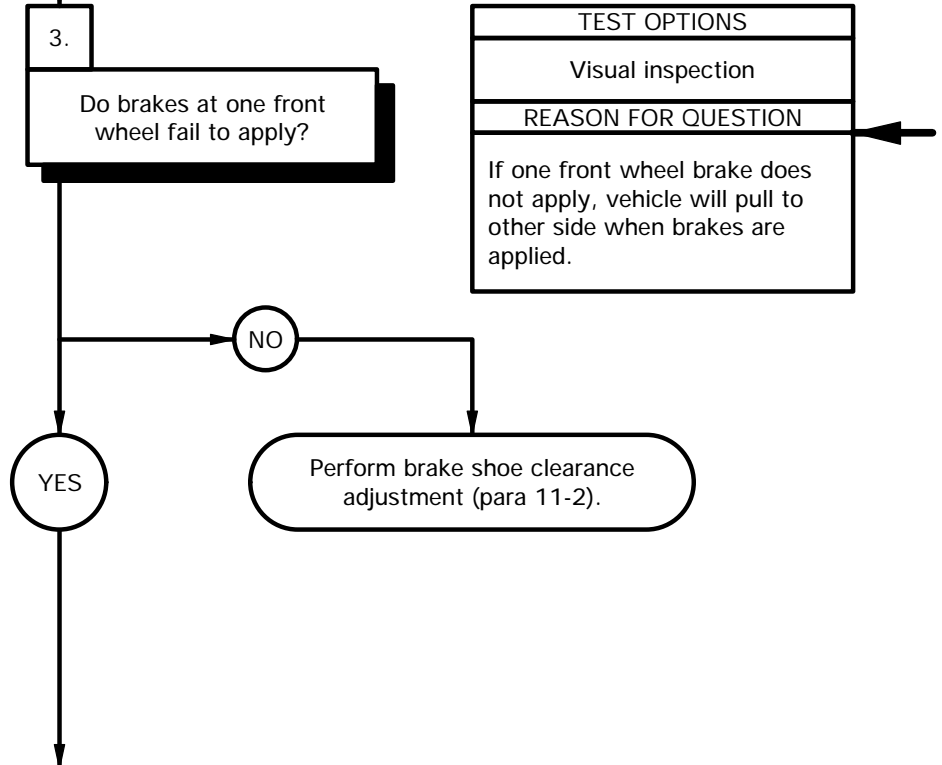 3.
Do brakes at one front
wheel fail to apply?
TEST OPTIONS
Visual inspection
REASON FOR QUESTION
If one front wheel brake does
not apply, vehicle will pull to
other side when brakes are
applied.
NO
YES
Perform brake shoe clearance
adjustment (para 11-2).